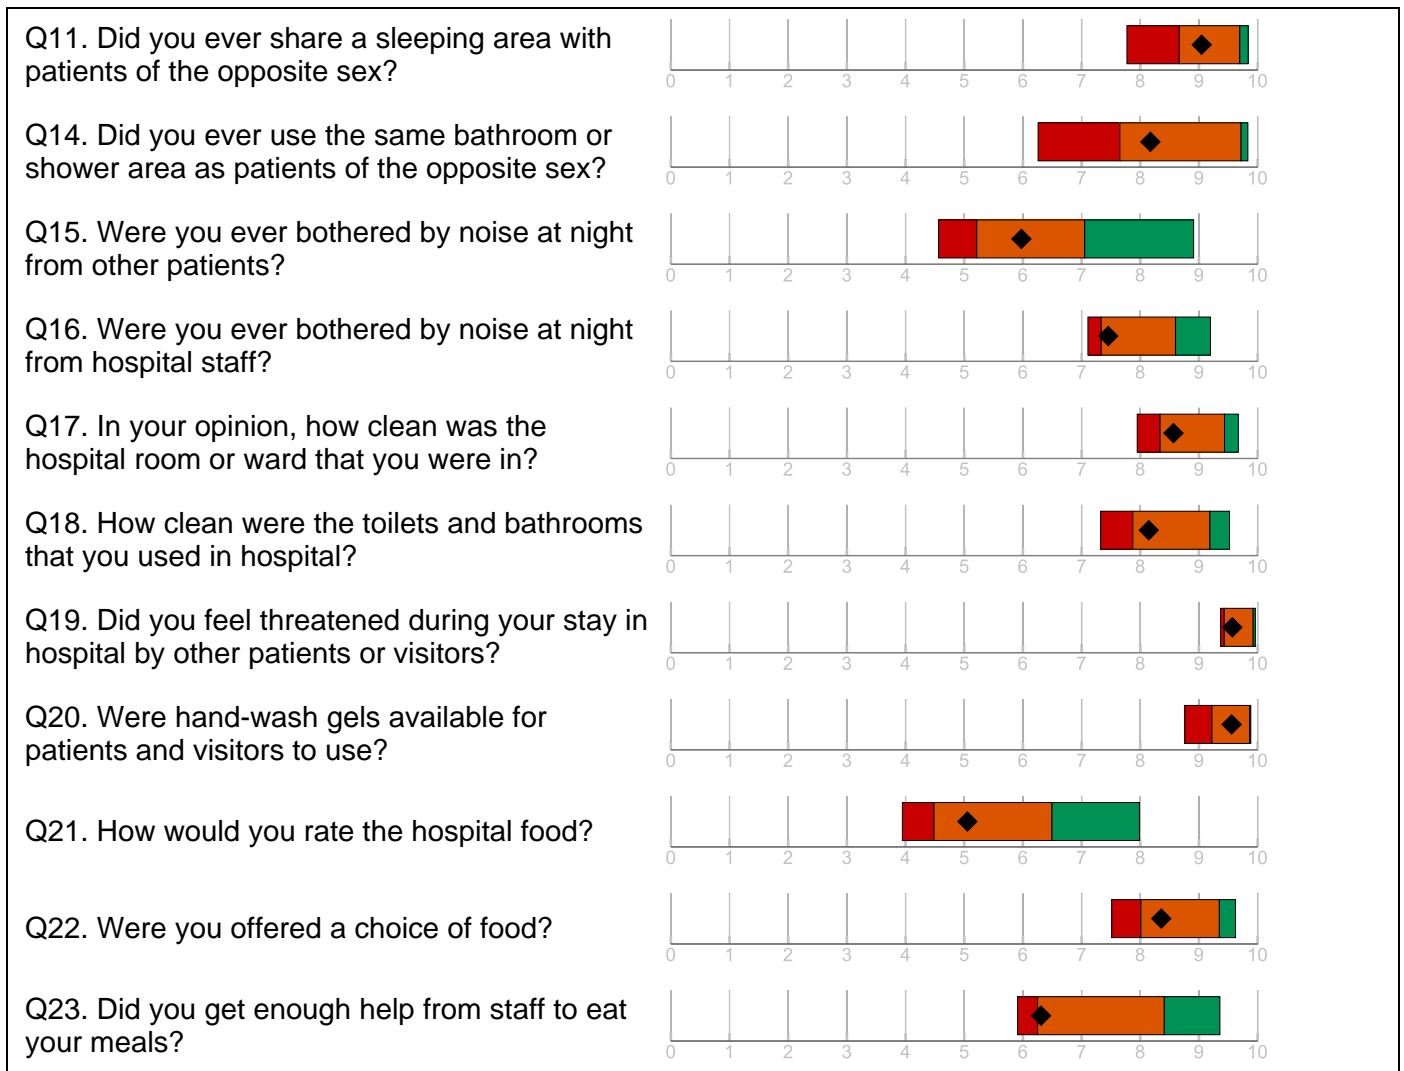 Q11. Did you ever share a sleeping area with
patients of the opposite sex?
0 1 2 3 4 5 6 7 8 9 10
Q14. Did you ever use the same bathroom or
shower area as patients of the opposite sex?
0 1 2 3 4 5 6 7 8 9 10
Q15. Were you ever bothered by noise at night
from other patients?
0 1 2 3 4 5 6 7 8 9 10
Q16. Were you ever bothered by noise at night
from hospital staff?
0 1 2 3 4 5 6 7 8 9 10
Q17. In your opinion, how clean was the
hospital room or ward that you were in?
0 1 2 3 4 5 6 7 8 9 10
Q18. How clean were the toilets and bathrooms
that you used in hospital?
0 1 2 3 4 5 6 7 8 9 10
Q19. Did you feel threatened during your stay in
hospital by other patients or visitors?
0 1 2 3 4 5 6 7 8 9 10
Q20. Were hand-wash gels available for
patients and visitors to use?
0 1 2 3 4 5 6 7 8 9 10
Q21. How would you rate the hospital food?
0 1 2 3 4 5 6 7 8 9 10
Q22. Were you offered a choice of food?
0 1 2 3 4 5 6 7 8 9 10
Q23. Did you get enough help from staff to eat
your meals?
0 1 2 3 4 5 6 7 8 9 10